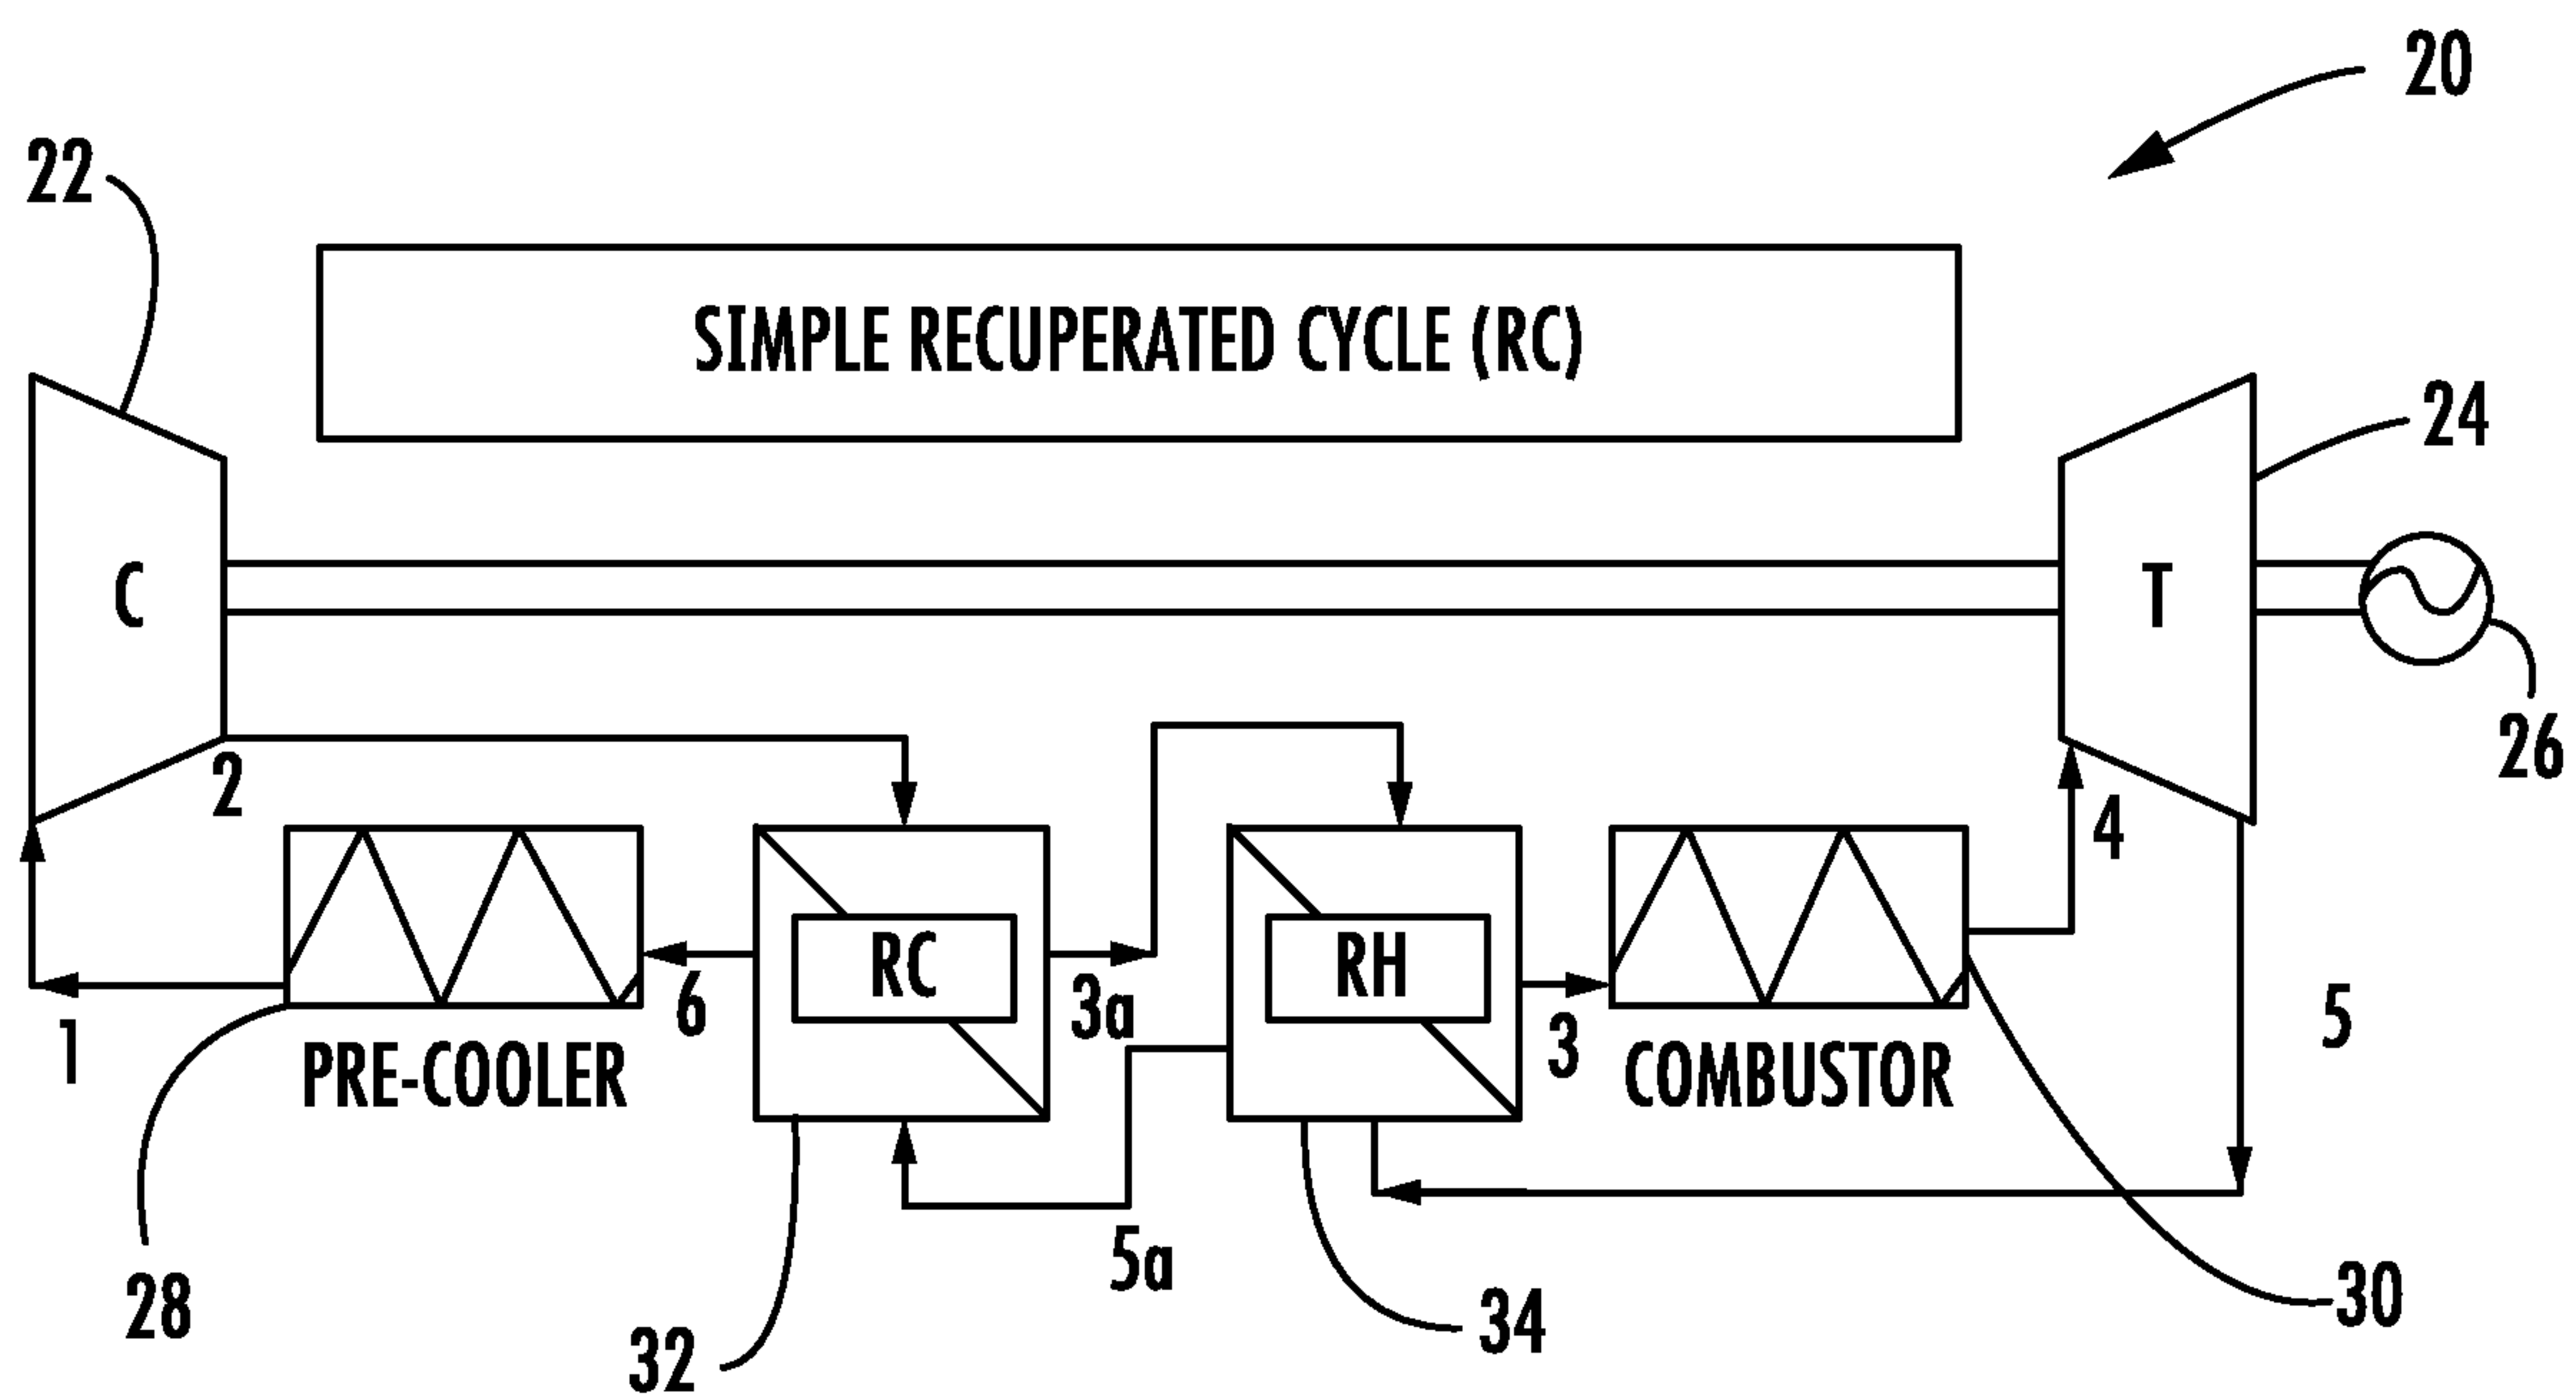 20
22
SIMPLE RECUPERATED CYCLE (RC)
24
C
T
26
2
4
RC
RH
6
3a
3
5
1
PRE-COOLER
COMBUSTOR
5a
28
30
34
32